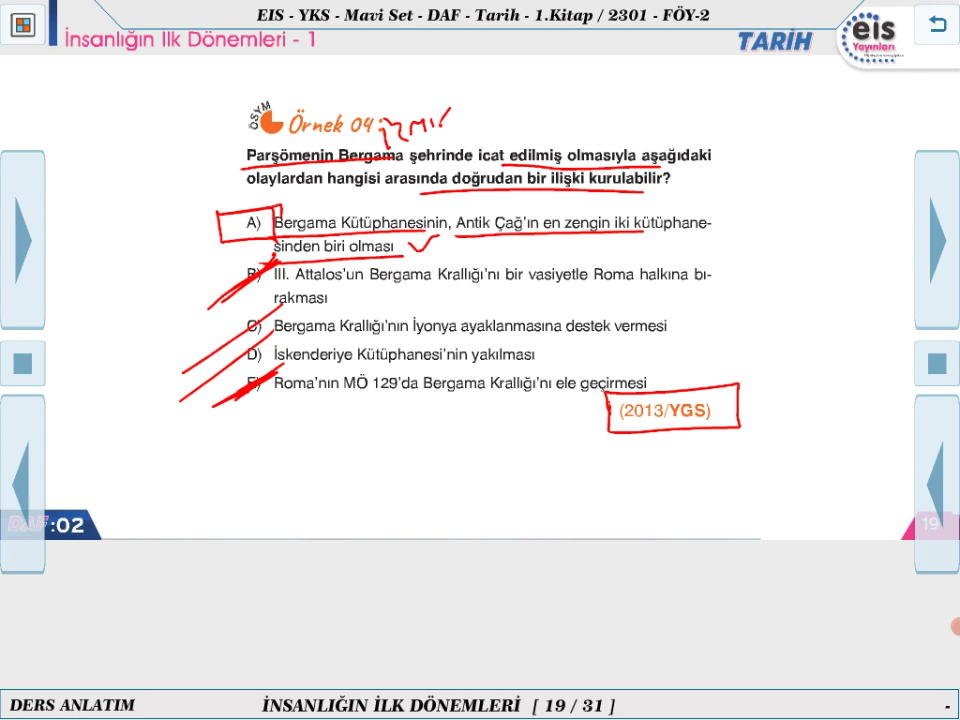 EIS - YKS - Mavi Set - DAF - Tarih - 1.Kitap / 2301 - FÖY-2
İnsanlığın İlk Dönemleri - 1
TARİH
eis
Yayınları
ÖSYM
Örnek 04 :
İZMİR
Parşömenin Bergama şehrinde icat edilmiş olmasıyla aşağıdaki
olaylardan hangisi arasında doğrudan bir ilişki kurulabilir?
A) Bergama Kütüphanesinin, Antik Çağ'ın en zengin iki kütüphane-
sinden biri olması
B) III. Attalos'un Bergama Krallığı'nı bir vasiyetle Roma halkına bı-
rakması
C) Bergama Krallığı'nın İyonya ayaklanmasına destek vermesi
D) İskenderiye Kütüphanesi'nin yakılması
E) Roma'nın MÖ 129'da Bergama Krallığı'nı ele geçirmesi
(2013/YGS)
DAF:02
19
DERS ANLATIM
İNSANLIĞIN İLK DÖNEMLERİ [ 19 / 31 ]
-